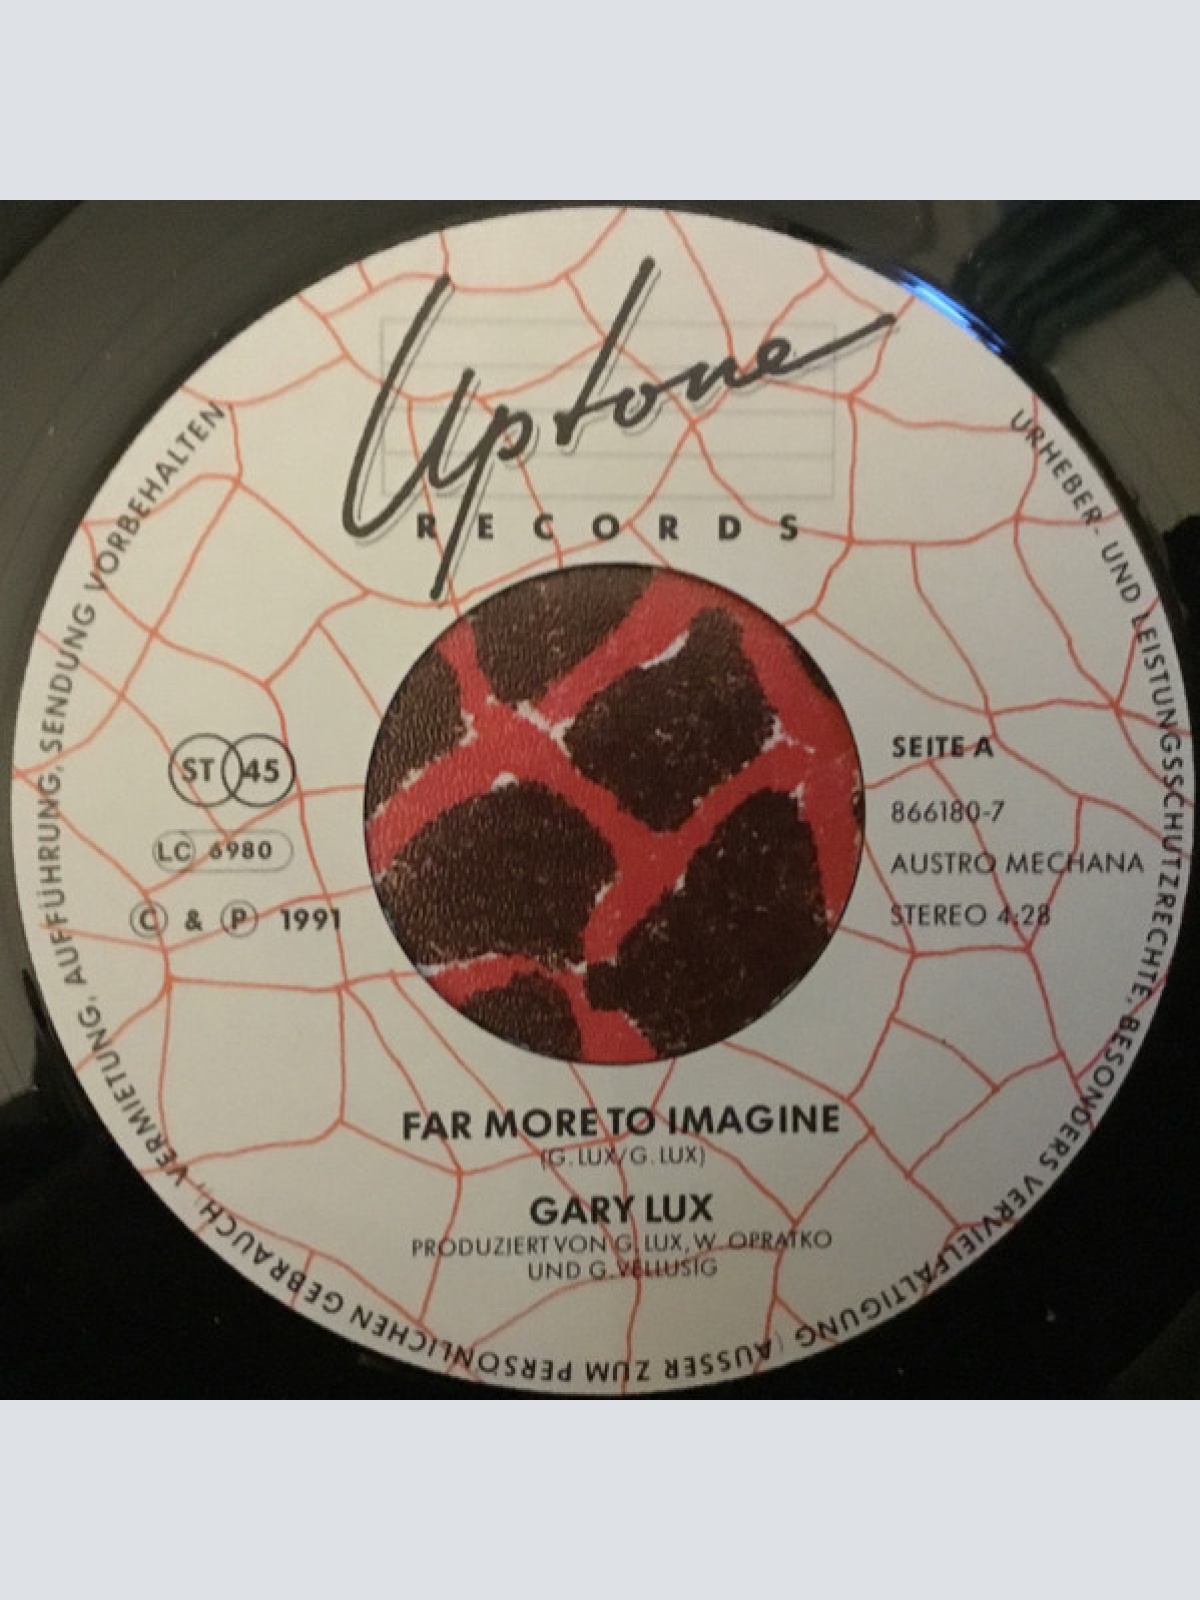 Uptone
RECORDS
ST 45
LC 6980
Ⓒ & Ⓟ 1991
SEITE A
866180-7
AUSTRO MECHANA
STEREO 4:28
FAR MORE TO IMAGINE
(G. LUX/G. LUX)
GARY LUX
PRODUZIERT VON G. LUX, W. OPRATKO
UND G. VELLUSIG
URHEBER- UND LEISTUNGSSCHUTZRECHTE, BESONDERS VERVIELFÄLTIGUNG (AUSSER ZUM PERSÖNLICHEN GEBRAUCH), VERMIETUNG, AUFFÜHRUNG, SENDUNG VORBEHALTEN